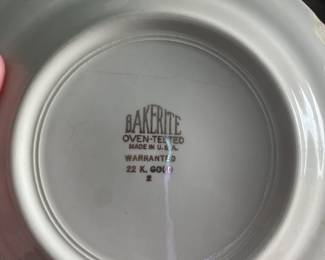 BAKERITE
OVEN-TESTED
MADE IN U.S.A.
WARRANTED
22 K. GOLD
2